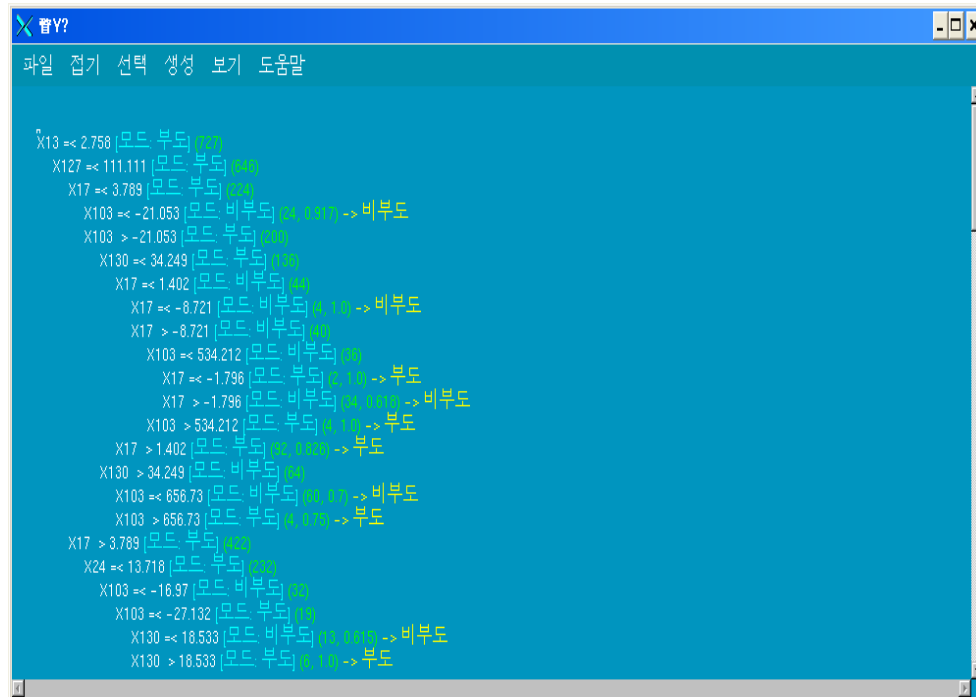 쭘Y?
파일 접기 선택 생성 보기 도움말
X13 =< 2.758 [모드: 부도] (727)
X127 =< 111.111 [모드: 부도] (646)
X17 =< 3.789 [모드: 부도] (224)
X103 =< -21.053 [모드: 비부도] (24, 0.917) -> 비부도
X103 > -21.053 [모드: 부도] (200)
X130 =< 34.249 [모드: 부도] (136)
X17 =< 1.402 [모드: 비부도] (44)
X17 =< -8.721 [모드: 비부도] (4, 1.0) -> 비부도
X17 > -8.721 [모드: 비부도] (40)
X103 =< 534.212 [모드: 비부도] (36)
X17 =< -1.796 [모드: 부도] (2, 1.0) -> 부도
X17 > -1.796 [모드: 비부도] (34, 0.618) -> 비부도
X103 > 534.212 [모드: 부도] (4, 1.0) -> 부도
X17 > 1.402 [모드: 부도] (92, 0.826) -> 부도
X130 > 34.249 [모드: 비부도] (64)
X103 =< 656.73 [모드: 비부도] (60, 0.7) -> 비부도
X103 > 656.73 [모드: 부도] (4, 0.75) -> 부도
X17 > 3.789 [모드: 부도] (422)
X24 =< 13.718 [모드: 부도] (232)
X103 =< -16.97 [모드: 비부도] (32)
X103 =< -27.132 [모드: 부도] (19)
X130 =< 18.533 [모드: 비부도] (13, 0.615) -> 비부도
X130 > 18.533 [모드: 부도] (6, 1.0) -> 부도